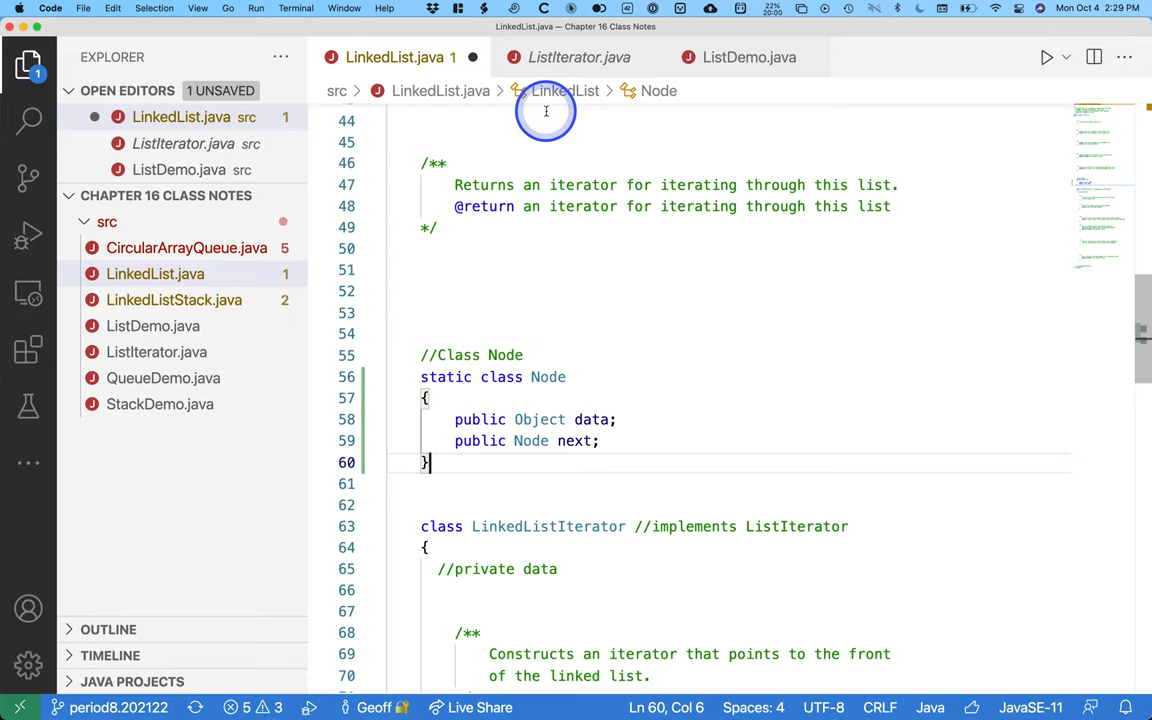 Code File Edit Selection View Go Run Terminal Window Help 22% 20:00 Mon Oct 4 2:29 PM
LinkedList.java — Chapter 16 Class Notes
EXPLORER
LinkedList.java 1
ListIterator.java
ListDemo.java
src > LinkedList.java > LinkedList > Node
OPEN EDITORS 1 UNSAVED
LinkedList.java src 1
ListIterator.java src
ListDemo.java src
CHAPTER 16 CLASS NOTES
src
CircularArrayQueue.java 5
LinkedList.java 1
LinkedListStack.java 2
ListDemo.java
ListIterator.java
QueueDemo.java
StackDemo.java
OUTLINE
TIMELINE
JAVA PROJECTS
1
44
45
46 /**
47 Returns an iterator for iterating through this list.
48 @return an iterator for iterating through this list
49 */
50
51
52
53
54
55 //Class Node
56 static class Node
57 {
58 public Object data;
59 public Node next;
60 }
61
62
63 class LinkedListIterator //implements ListIterator
64 {
65 //private data
66
67
68 /**
69 Constructs an iterator that points to the front
70 of the linked list.
period8.202122 5 3 Geoff Live Share Ln 60, Col 6 Spaces: 4 UTF-8 CRLF Java JavaSE-11